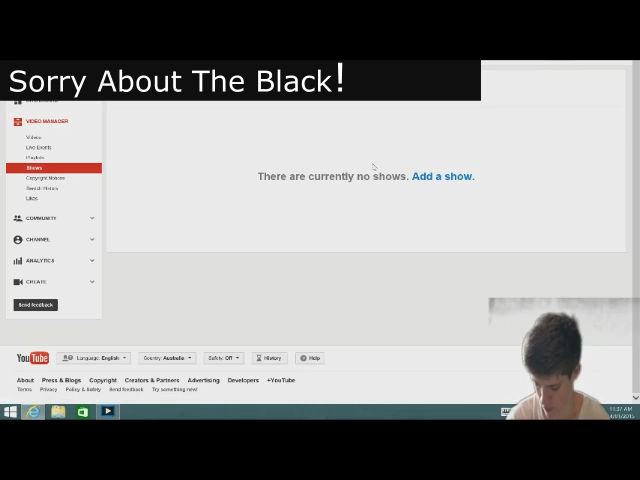 Sorry About The Black!
VIDEO MANAGER
Videos
Live Events
Playlists
Shows
Copyright Notices
Search History
Likes
There are currently no shows. Add a show.
COMMUNITY
CHANNEL
ANALYTICS
CREATE
Send feedback
YouTube Language: English Country: Australia Safety: Off History Help
About Press & Blogs Copyright Creators & Partners Advertising Developers +YouTube
Terms Privacy Policy & Safety Send feedback Try something new!